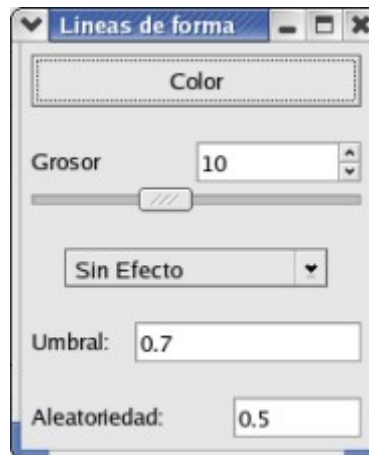 Lineas de forma
Color
Grosor 10
Sin Efecto
Umbral: 0.7
Aleatoriedad: 0.5